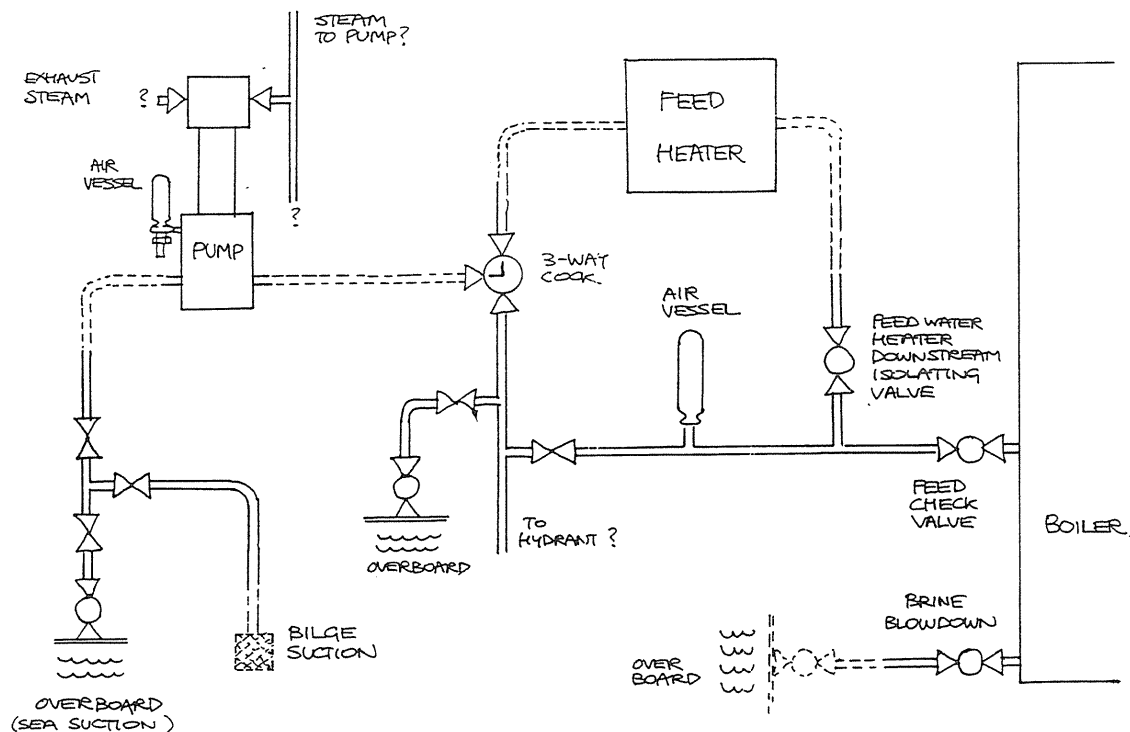 STEAM
TO PUMP?
EXHAUST
STEAM
?
AIR
VESSEL
PUMP
?
FEED
HEATER
3-WAY
COCK.
AIR
VESSEL
FEED WATER
HEATER
DOWNSTREAM
ISOLATING
VALVE
FEED
CHECK
VALVE
BOILER.
TO
HYDRANT ?
OVERBOARD
BILGE
SUCTION
OVERBOARD
(SEA SUCTION)
BRINE
BLOWDOWN
OVER
BOARD